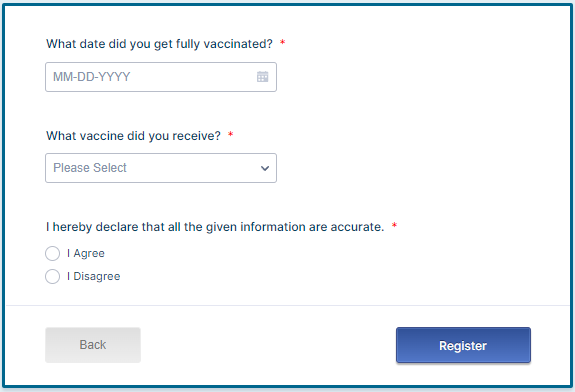 What date did you get fully vaccinated? *
MM-DD-YYYY
What vaccine did you receive? *
Please Select
I hereby declare that all the given information are accurate. *
I Agree
I Disagree
Back
Register